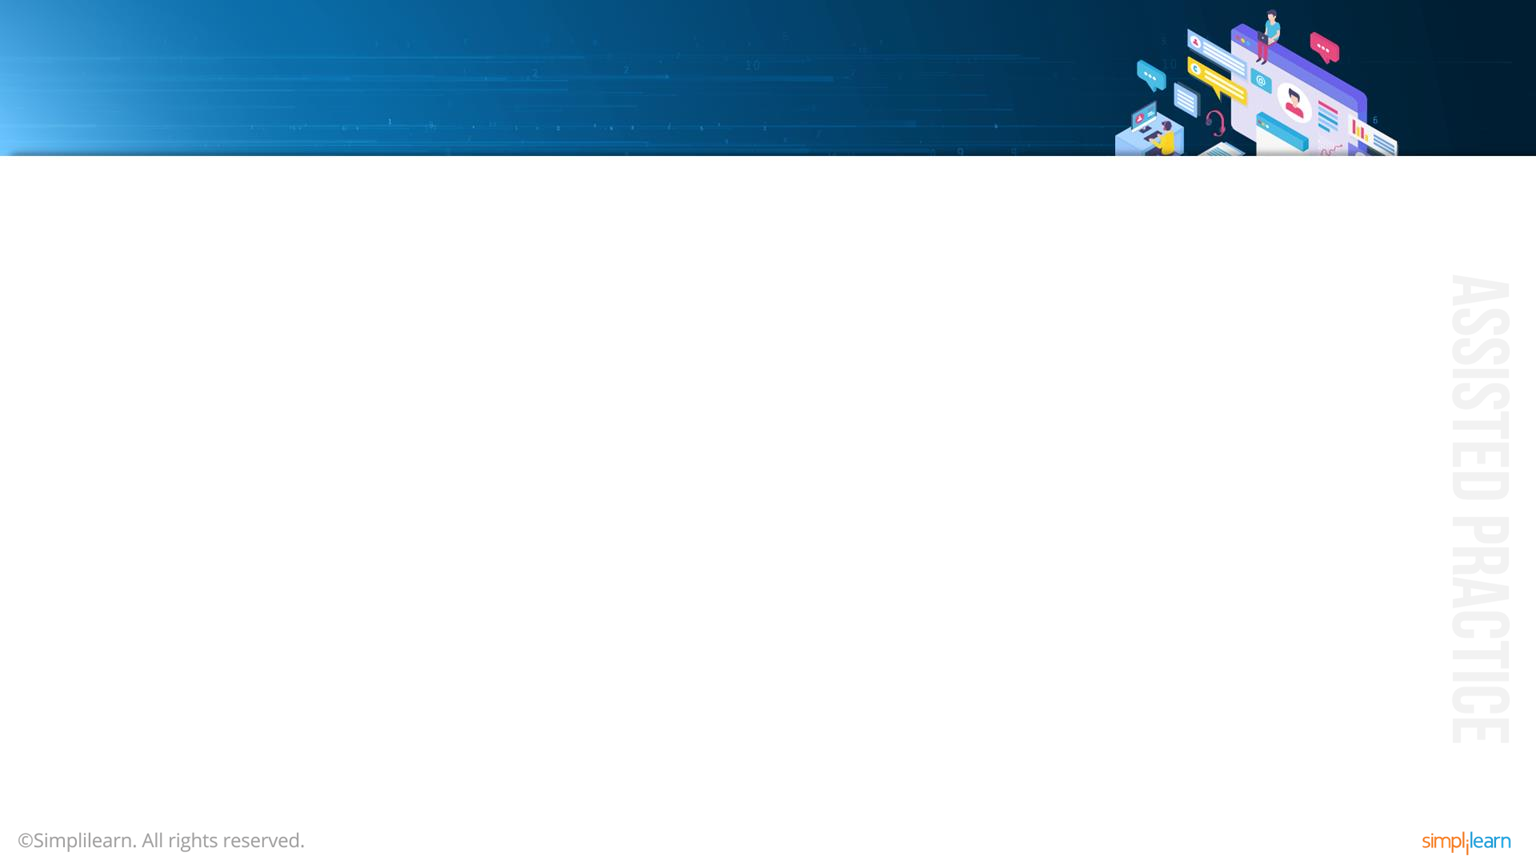 ASSISTED PRACTICE
©Simplilearn. All rights reserved.
simplilearn